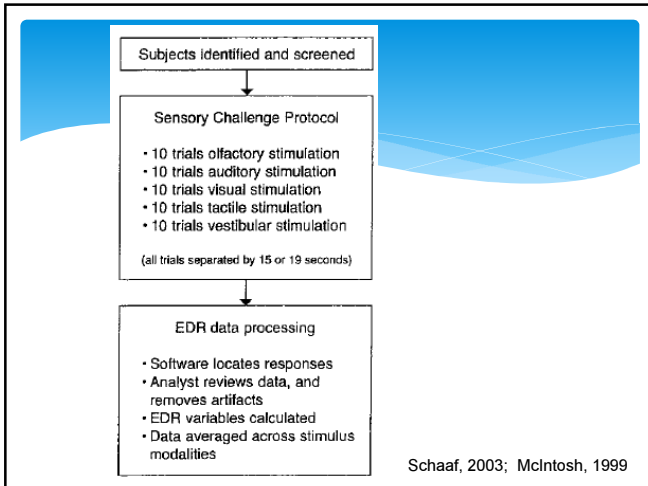 Subjects identified and screened
Sensory Challenge Protocol
• 10 trials olfactory stimulation
• 10 trials auditory stimulation
• 10 trials visual stimulation
• 10 trials tactile stimulation
• 10 trials vestibular stimulation
(all trials separated by 15 or 19 seconds)
EDR data processing
• Software locates responses
• Analyst reviews data, and
removes artifacts
• EDR variables calculated
• Data averaged across stimulus
modalities
Schaaf, 2003;  McIntosh, 1999